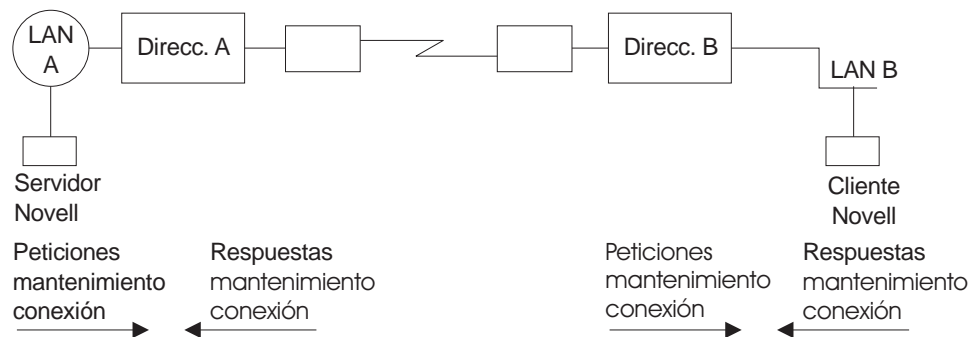 LAN
A
Direcc. A
Direcc. B
LAN B
Servidor
Novell
Cliente
Novell
Peticiones
mantenimiento
conexión
Respuestas
mantenimiento
conexión
Peticiones
mantenimiento
conexión
Respuestas
mantenimiento
conexión